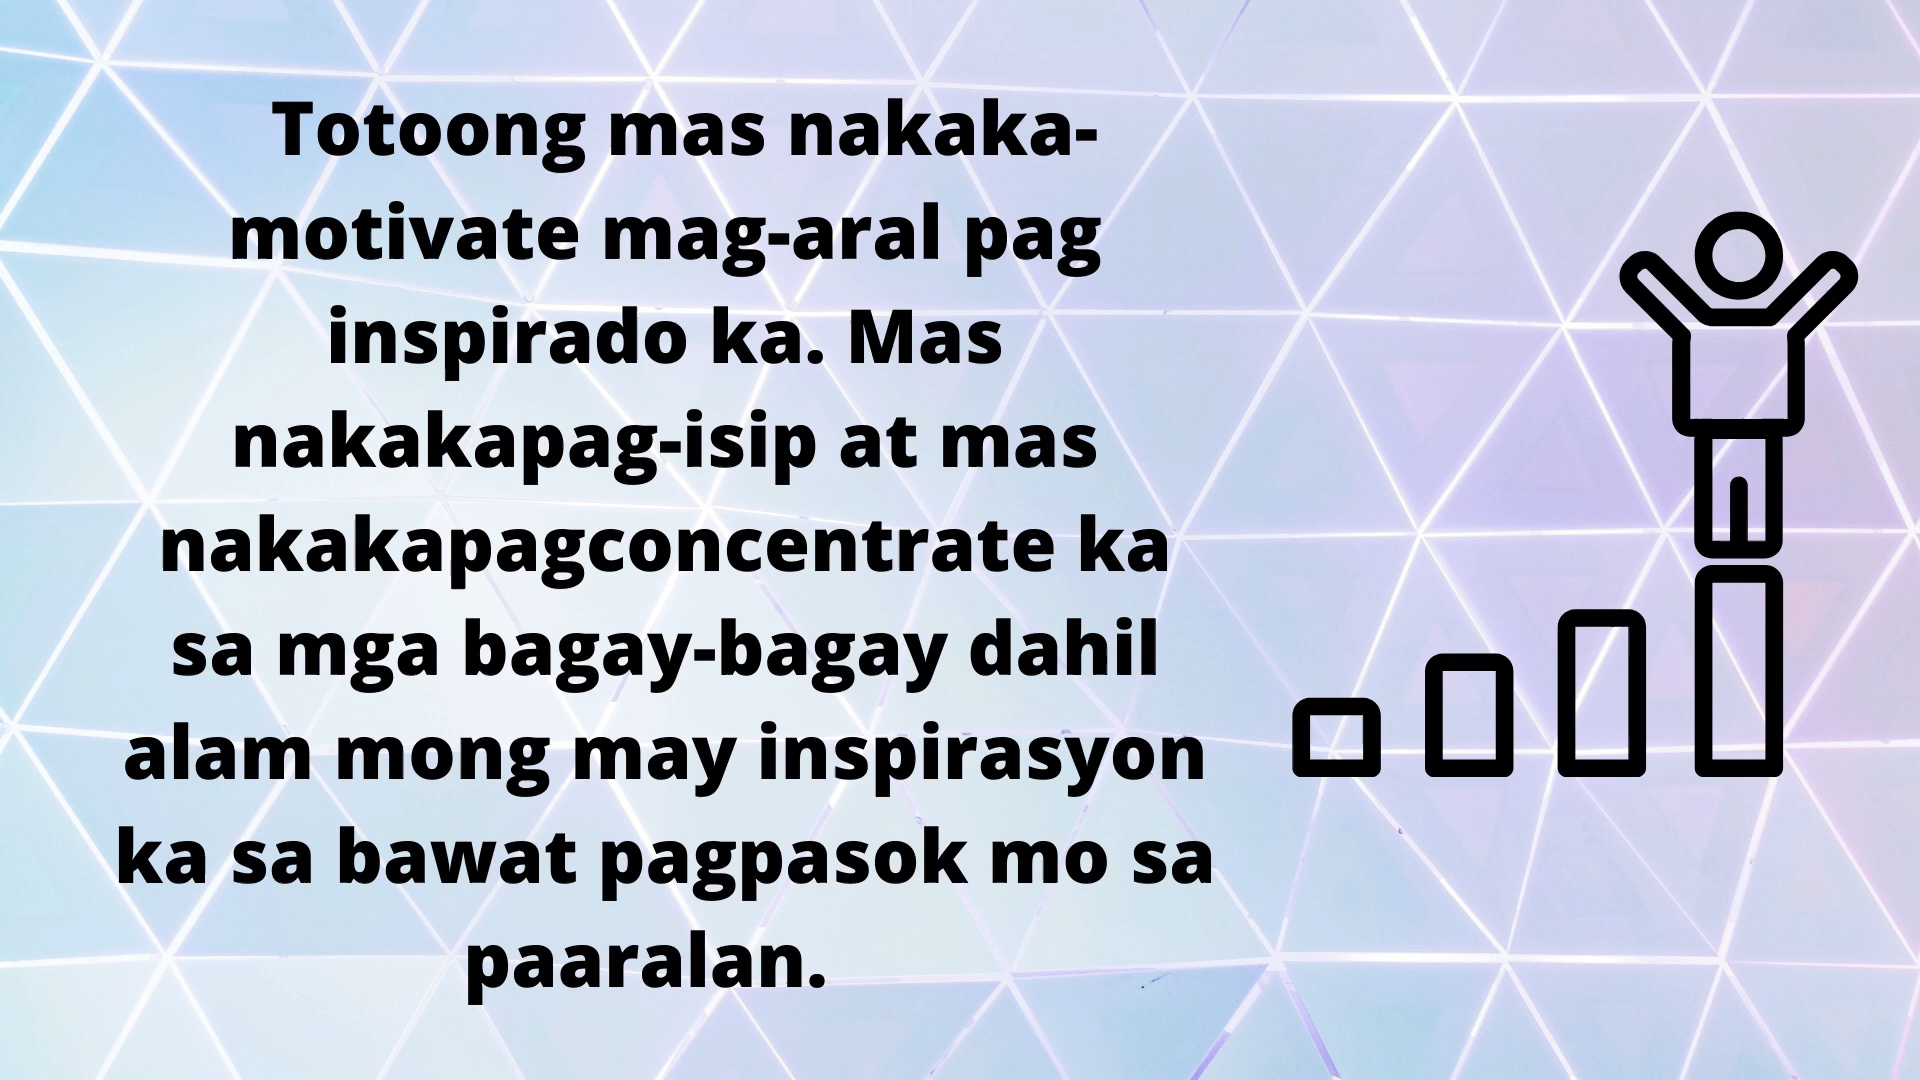 Totoong mas nakaka-
motivate mag-aral pag
inspirado ka. Mas
nakakapag-isip at mas
nakakapagconcentrate ka
sa mga bagay-bagay dahil
alam mong may inspirasyon
ka sa bawat pagpasok mo sa
paaralan.